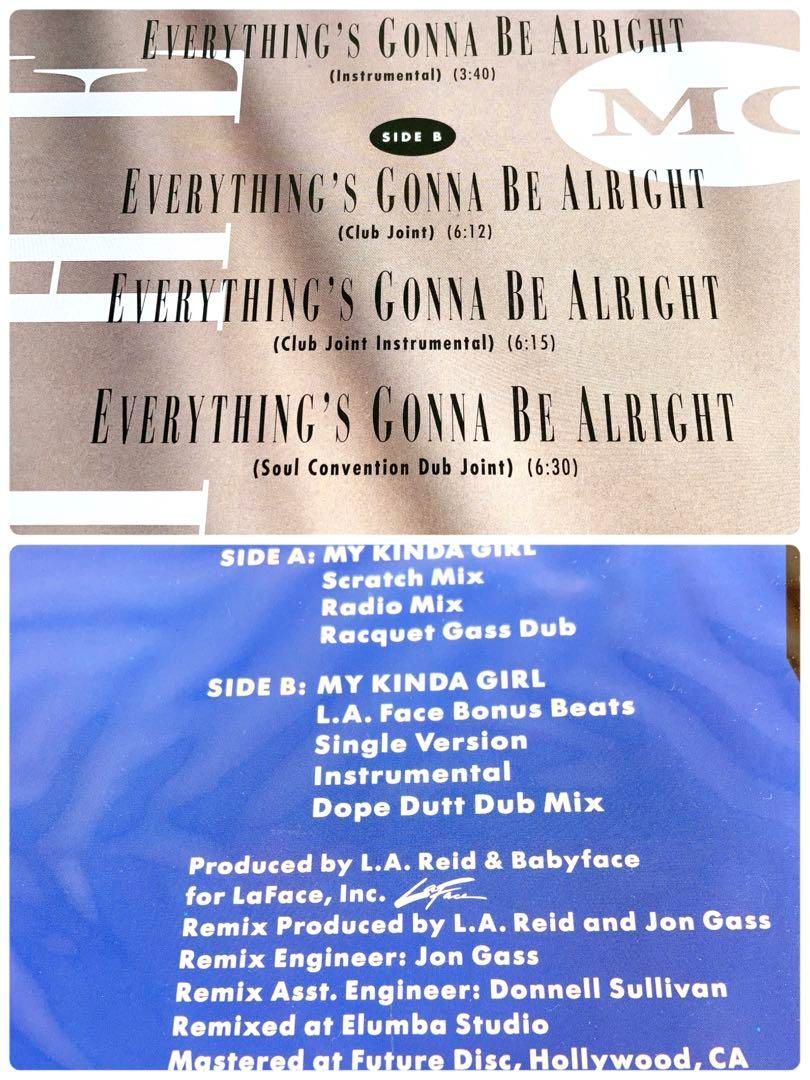 EVERYTHING'S GONNA BE ALRIGHT
(Instrumental) (3:40)
MC
SIDE B
EVERYTHING'S GONNA BE ALRIGHT
(Club Joint) (6:12)
EVERYTHING'S GONNA BE ALRIGHT
(Club Joint Instrumental) (6:15)
EVERYTHING'S GONNA BE ALRIGHT
(Soul Convention Dub Joint) (6:30)
SIDE A: MY KINDA GIRL
Scratch Mix
Radio Mix
Racquet Gass Dub
SIDE B: MY KINDA GIRL
L.A. Face Bonus Beats
Single Version
Instrumental
Dope Dutt Dub Mix
Produced by L.A. Reid & Babyface
for LaFace, Inc. LaFace
Remix Produced by L.A. Reid and Jon Gass
Remix Engineer: Jon Gass
Remix Asst. Engineer: Donnell Sullivan
Remixed at Elumba Studio
Mastered at Future Disc, Hollywood, CA